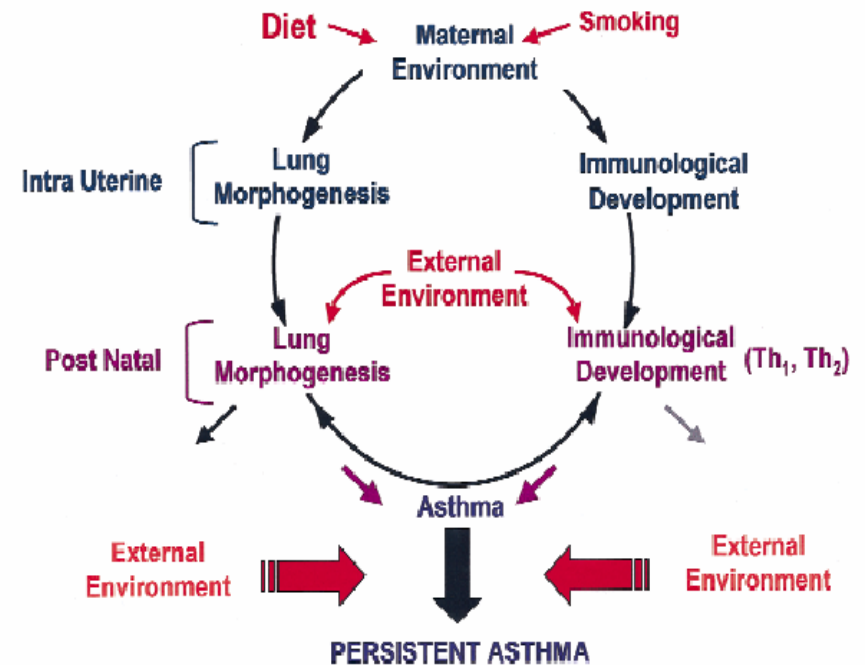 Diet
Smoking
Maternal
Environment
Intra Uterine
Lung
Morphogenesis
Immunological
Development
External
Environment
Post Natal
Lung
Morphogenesis
Immunological
Development
(Th₁, Th₂)
Asthma
External
Environment
External
Environment
PERSISTENT ASTHMA